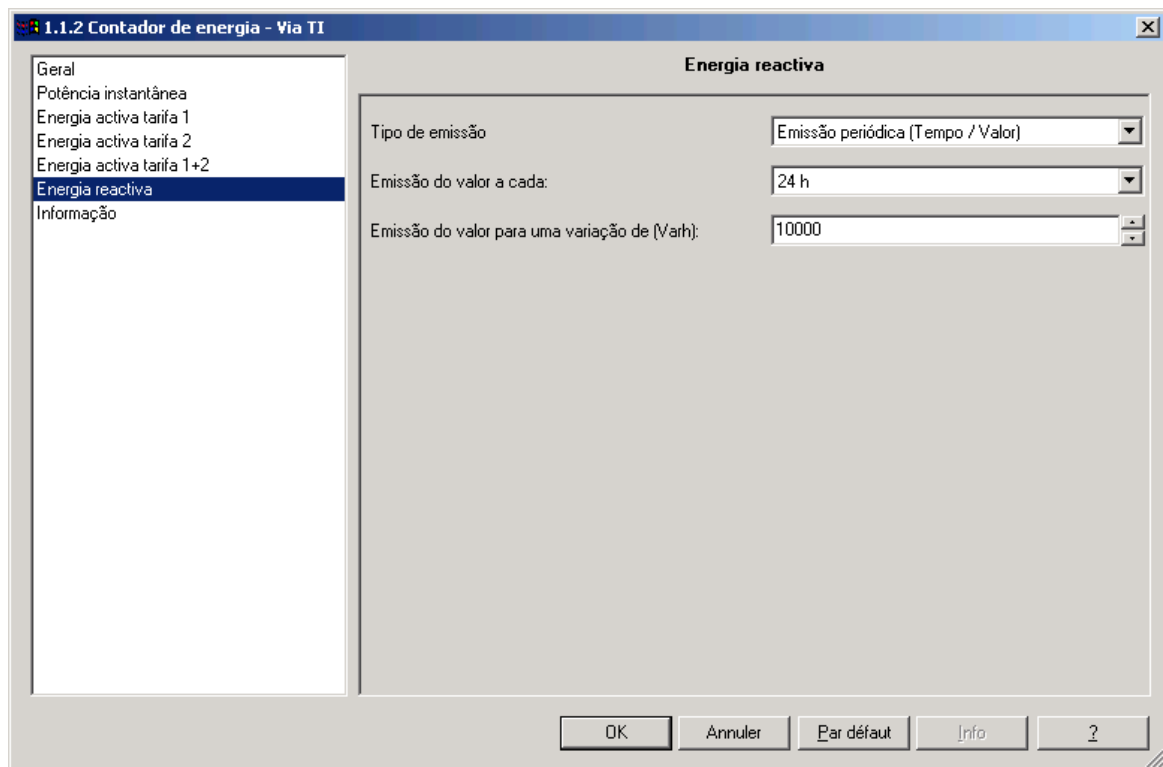 1.1.2 Contador de energia - Via TI
Geral
Potência instantânea
Energia activa tarifa 1
Energia activa tarifa 2
Energia activa tarifa 1+2
Energia reactiva
Informação
Energia reactiva
Tipo de emissão
Emissão periódica (Tempo / Valor)
Emissão do valor a cada:
24 h
Emissão do valor para uma variação de (Varh):
10000
OK
Annuler
Par défaut
Info
?